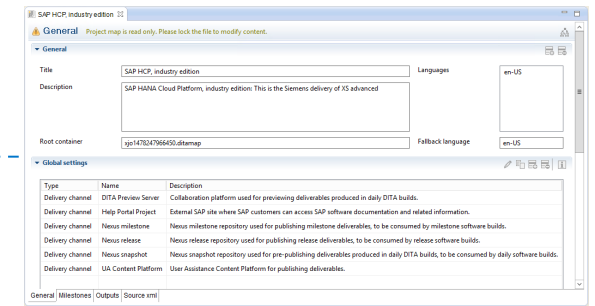 SAP HCP, industry edition
General Project map is read only. Please lock the file to modify content.
General
Title SAP HCP, industry edition Languages en-US
Description SAP HANA Cloud Platform, industry edition: This is the Siemens delivery of XS advanced
Root container xjo1478247966450.ditamap Fallback language en-US
Global settings
Type Name Description
Delivery channel DITA Preview Server Collaboration platform used for previewing deliverables produced in daily DITA builds.
Delivery channel Help Portal Project External SAP site where SAP customers can access SAP software documentation and related information.
Delivery channel Nexus milestone Nexus milestone repository used for publishing milestone deliverables, to be consumed by milestone software builds.
Delivery channel Nexus release Nexus release repository used for publishing release deliverables, to be consumed by release software builds.
Delivery channel Nexus snapshot Nexus snapshot repository used for pre-publishing deliverables produced in daily DITA builds, to be consumed by daily software builds.
Delivery channel UA Content Platform User Assistance Content Platform for publishing deliverables.
General Milestones Outputs Source xml